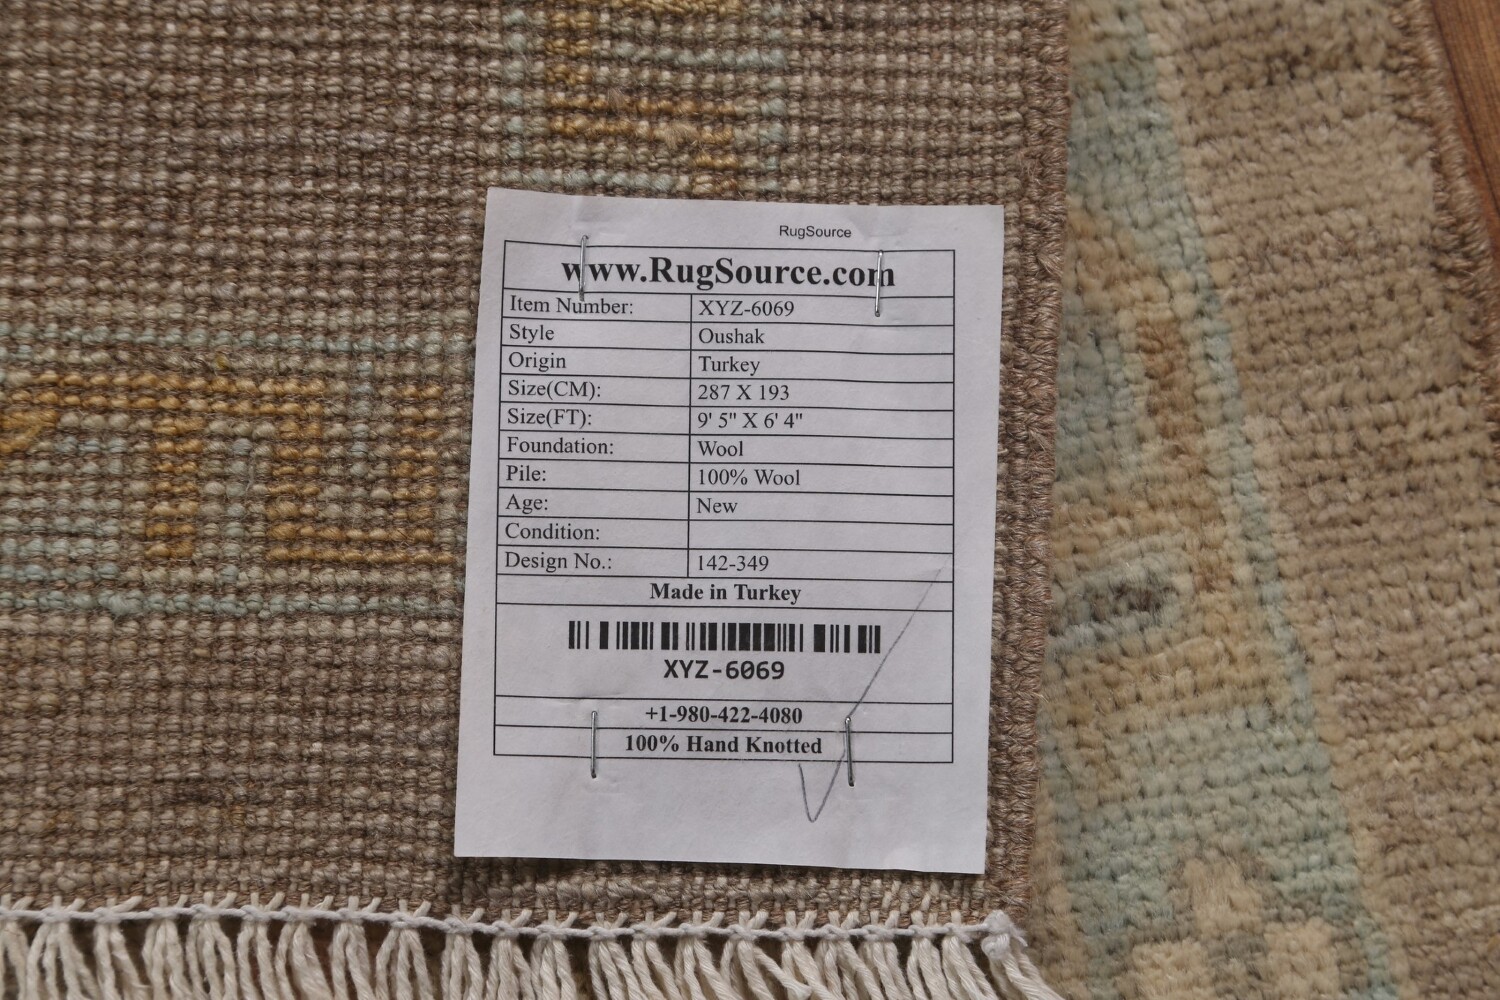 RugSource
www.RugSource.com
Item Number: XYZ-6069
Style Oushak
Origin Turkey
Size(CM): 287 X 193
Size(FT): 9' 5" X 6' 4"
Foundation: Wool
Pile: 100% Wool
Age: New
Condition:
Design No.: 142-349
Made in Turkey
XYZ-6069
+1-980-422-4080
100% Hand Knotted